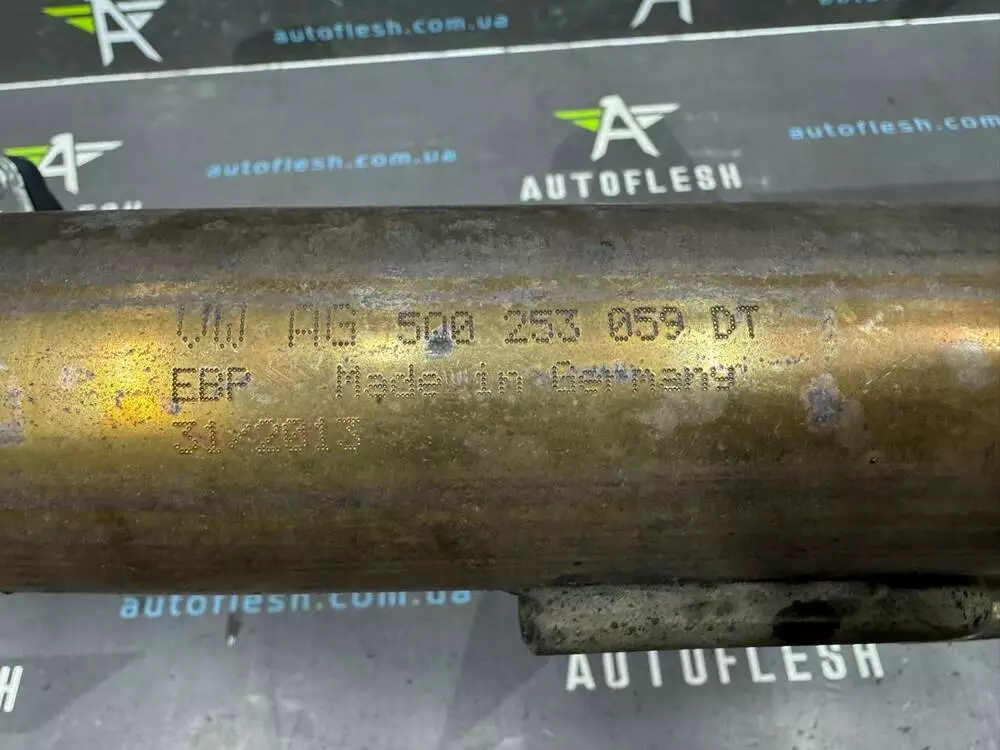 autoflesh.com.ua
autoflesh.com.ua
autoflesh.com
AUTOFLESH
VW AG 5Q0 253 059 DT
EBP Made in Germany
31*2013
autoflesh.com.ua
AUTOFLESH